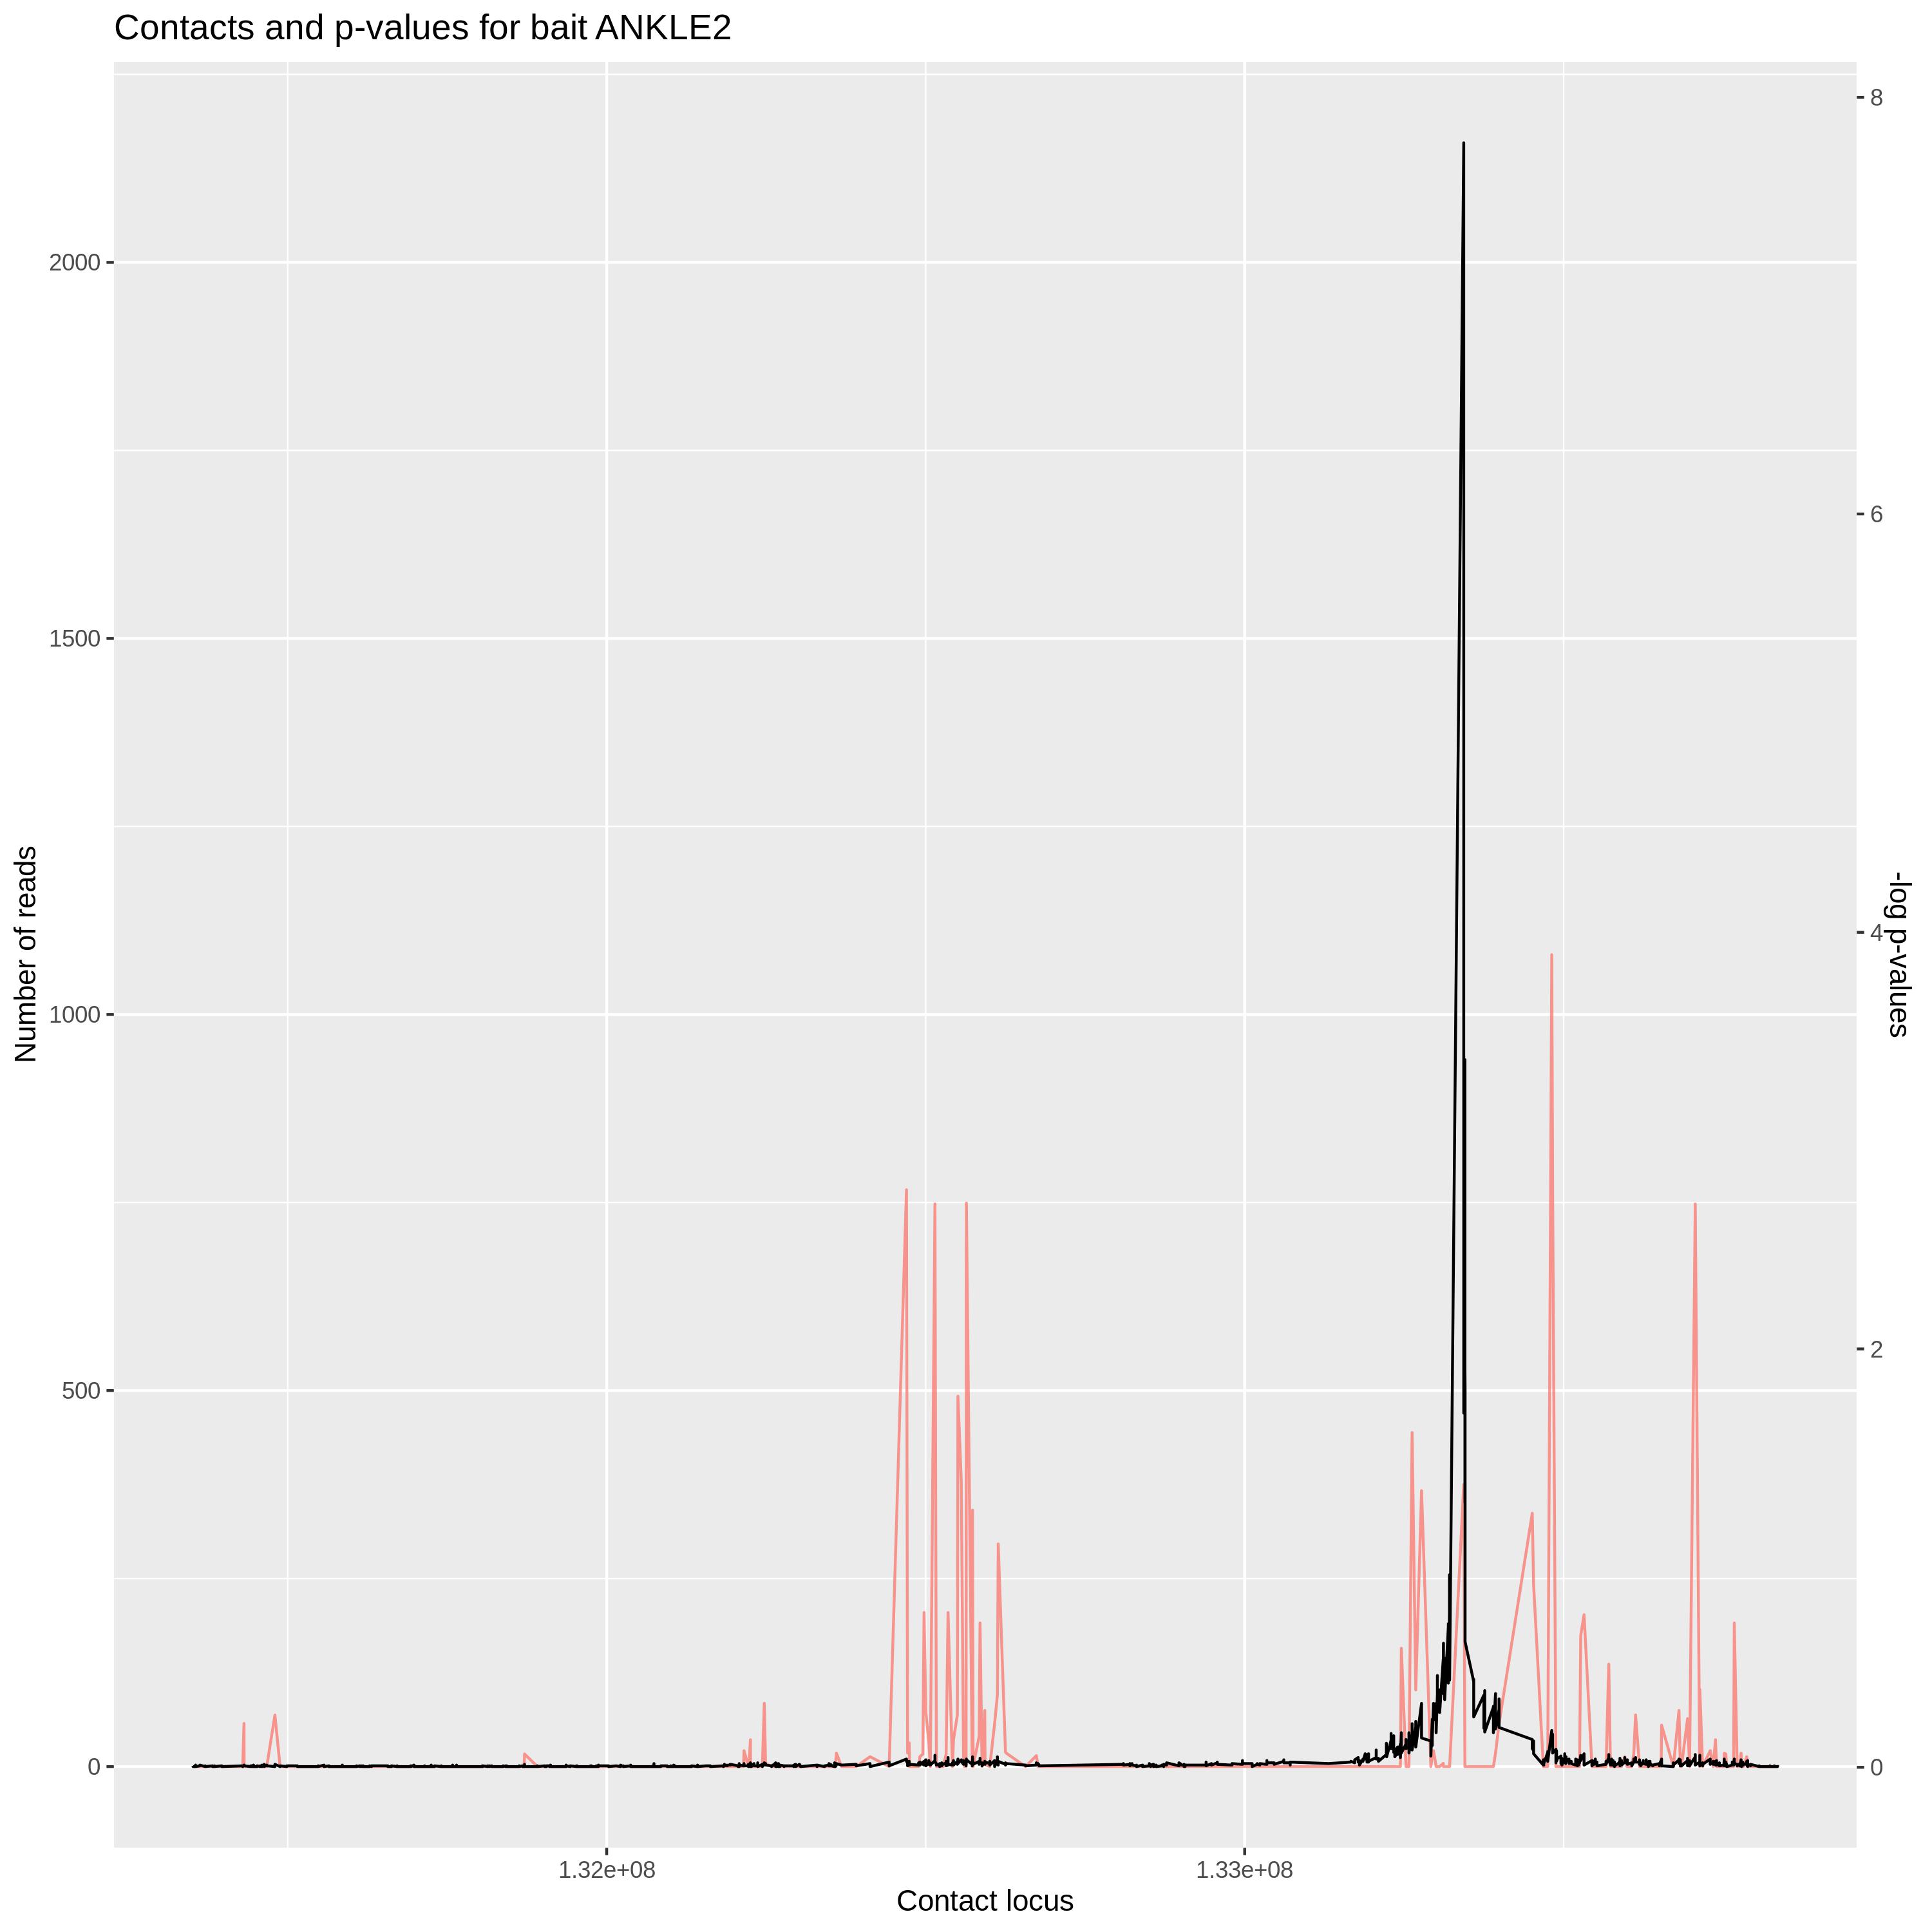 Contacts and p-values for bait ANKLE2
Number of reads
2000
1500
1000
500
0
8
6
4
2
0
-log p-values
1.32e+08
1.33e+08
Contact locus